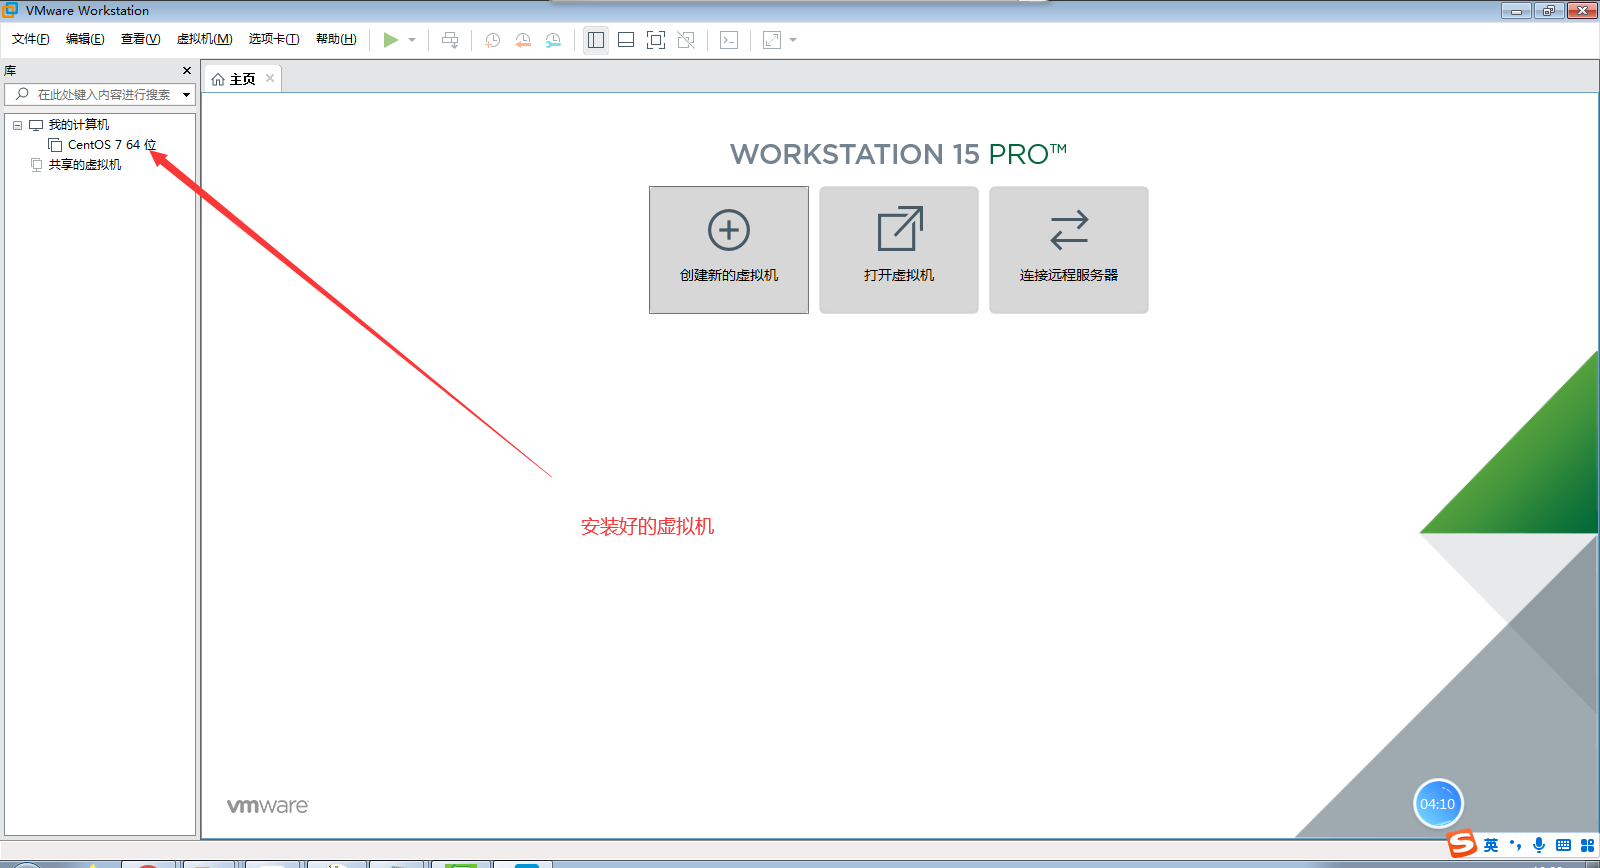 VMware Workstation
文件(F) 编辑(E) 查看(V) 虚拟机(M) 选项卡(T) 帮助(H)
库
主页
在此处键入内容进行搜索
我的计算机
CentOS 7 64 位
共享的虚拟机
WORKSTATION 15 PRO™
创建新的虚拟机
打开虚拟机
连接远程服务器
安装好的虚拟机
vmware
04:10
英